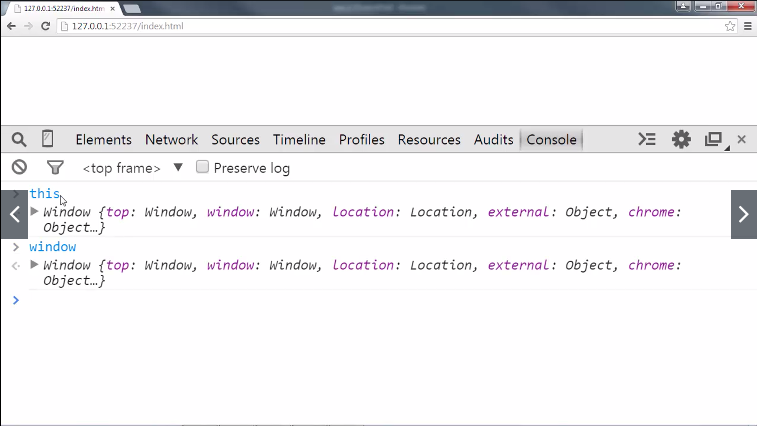 127.0.0.1:52237/index.htm
127.0.0.1:52237/index.html
Elements Network Sources Timeline Profiles Resources Audits Console
<top frame> ▼ Preserve log
> this
Window {top: Window, window: Window, location: Location, external: Object, chrome:
Object…}
> window
Window {top: Window, window: Window, location: Location, external: Object, chrome:
Object…}
>